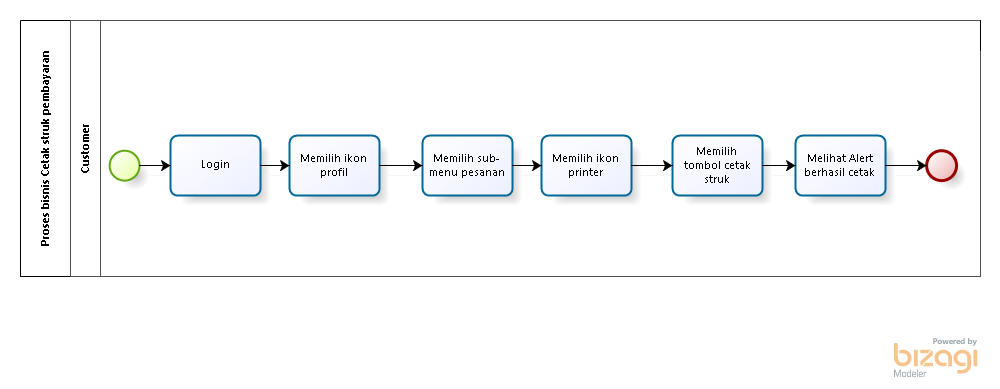 Proses bisnis Cetak struk pembayaran
Customer
Login
Memilih ikon
profil
Memilih sub-
menu pesanan
Memilih ikon
printer
Memilih
tombol cetak
struk
Melihat Alert
berhasil cetak
Powered by
bizagi
Modeler